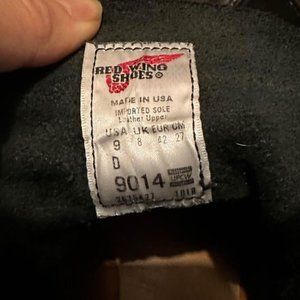 RED WING
SHOES®
MADE IN USA
IMPORTED SOLE
Leather Upper
USA UK EUR CM
9 8 42 27
D
9014
UFCW